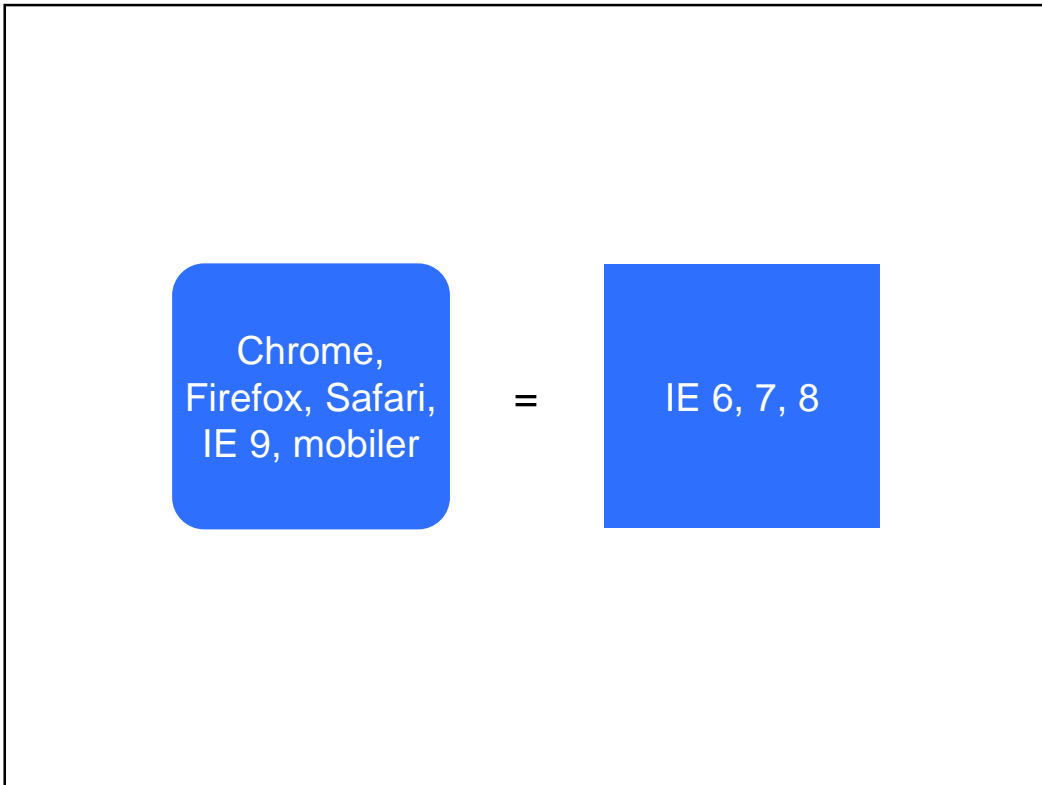 Chrome,
Firefox, Safari,
IE 9, mobiler
=
IE 6, 7, 8